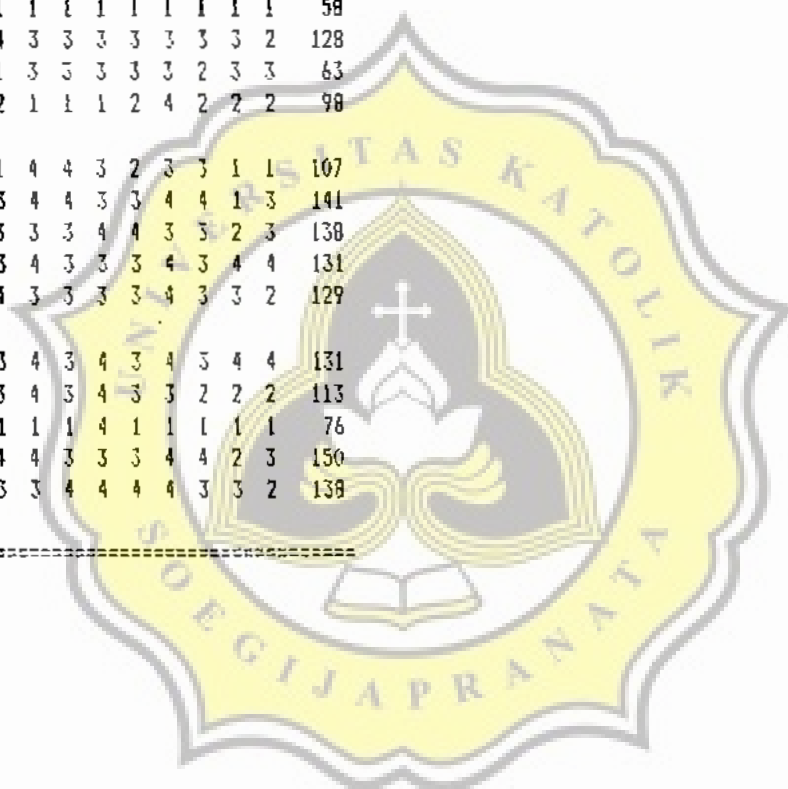 1 1 1 1 1 1 1 1 58
3 3 3 3 3 3 3 2 128
3 3 3 3 3 2 3 3 63
2 1 1 1 2 4 2 2 2 98
1 4 4 3 2 3 3 1 1 107
3 4 4 3 3 4 4 1 3 141
3 3 3 4 4 3 3 2 3 138
3 4 3 3 3 4 3 4 4 131
4 3 3 3 3 4 3 3 2 129
3 4 3 4 3 4 3 4 4 131
3 4 3 4 3 3 2 2 2 113
1 1 1 4 1 1 1 1 1 76
4 4 3 3 3 4 4 2 3 150
3 3 4 4 4 4 3 3 2 138
UNIVERSITAS KATOLIK
SOEGIJAPRANATA